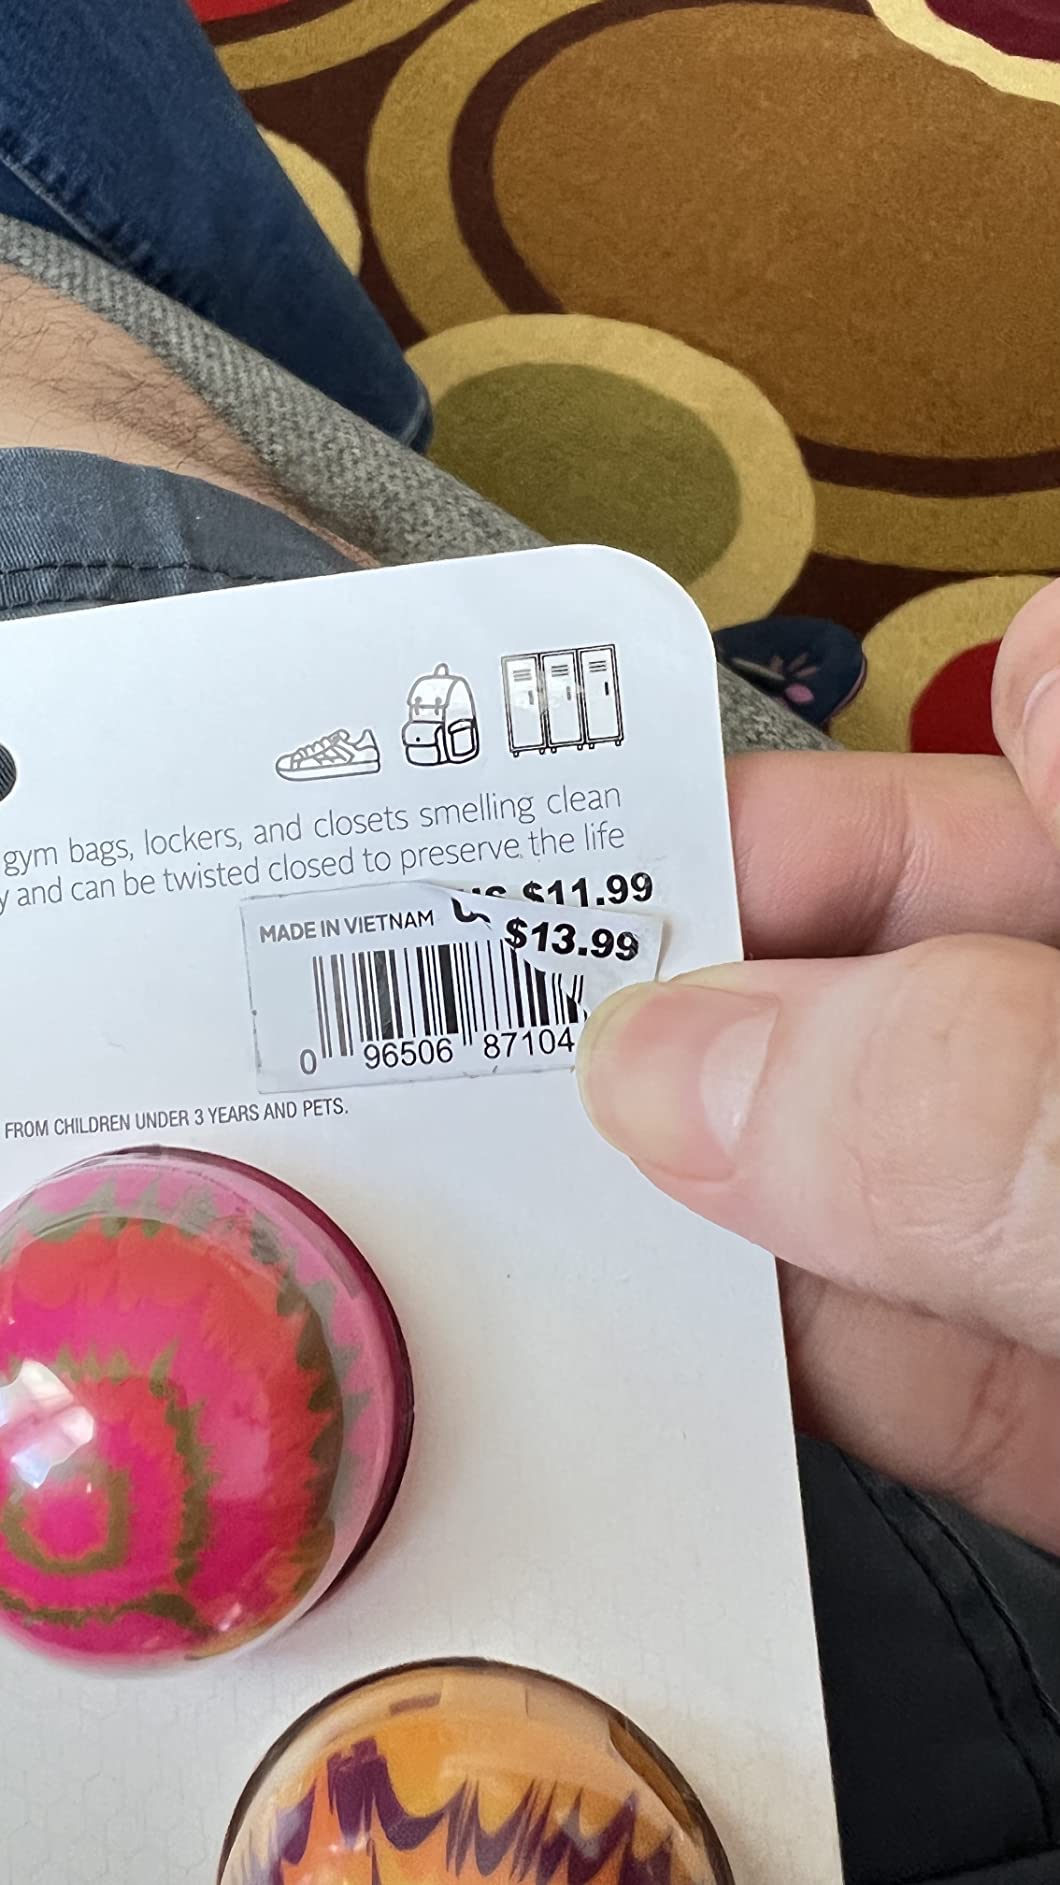 gym bags, lockers, and closets smelling clean
and can be twisted closed to preserve the life
$11.99
MADE IN VIETNAM
$13.99
0 96506 87104
FROM CHILDREN UNDER 3 YEARS AND PETS.